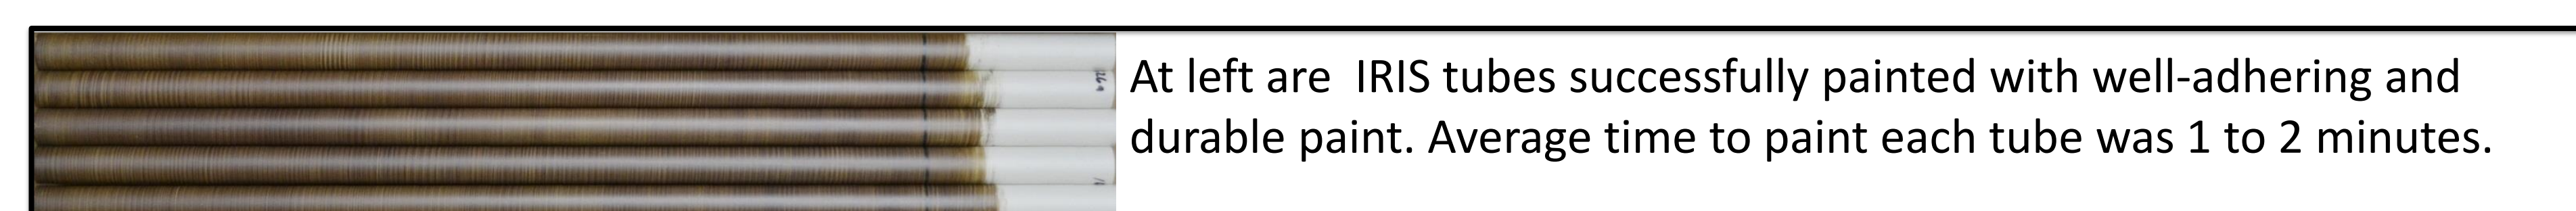 At left are  IRIS tubes successfully painted with well-adhering and
durable paint. Average time to paint each tube was 1 to 2 minutes.